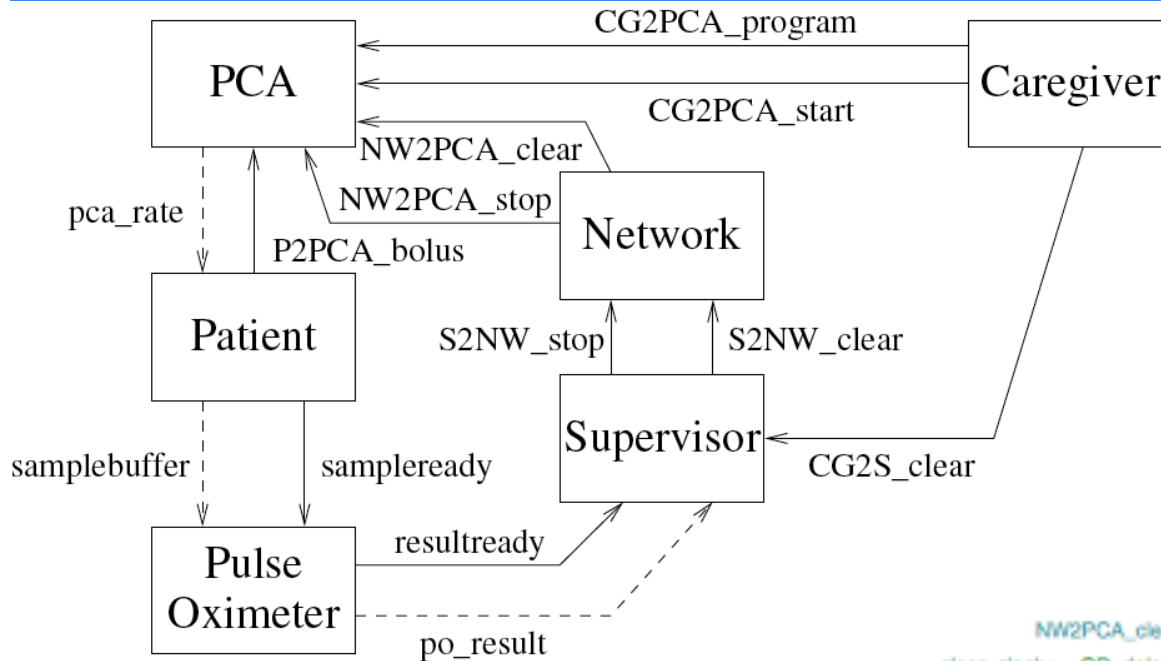 CG2PCA_program
PCA
Caregiver
CG2PCA_start
NW2PCA_clear
NW2PCA_stop
pca_rate
Network
P2PCA_bolus
Patient
S2NW_stop
S2NW_clear
Supervisor
samplebuffer
sampleready
CG2S_clear
resultready
Pulse
Oximeter
po_result
NW2PCA_cle